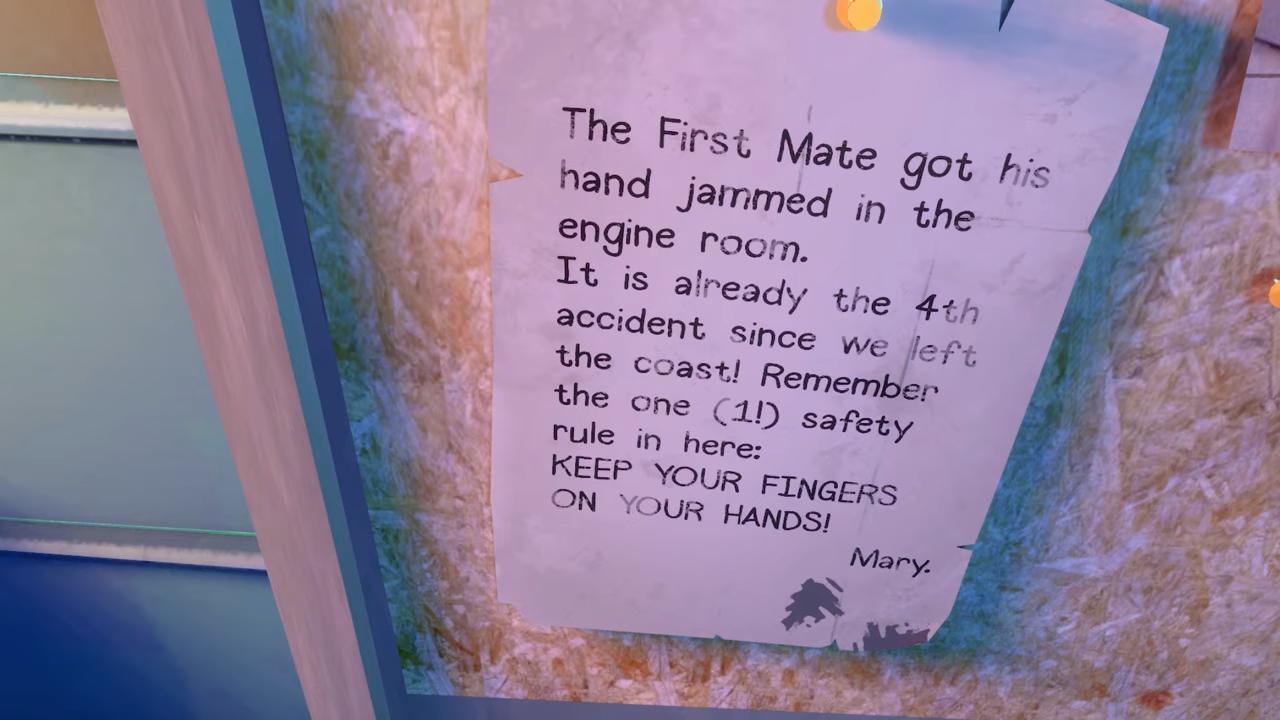 The First Mate got his
hand jammed in the
engine room.
It is already the 4th
accident since we left
the coast! Remember
the one (1!) safety
rule in here:
KEEP YOUR FINGERS
ON YOUR HANDS!
Mary.